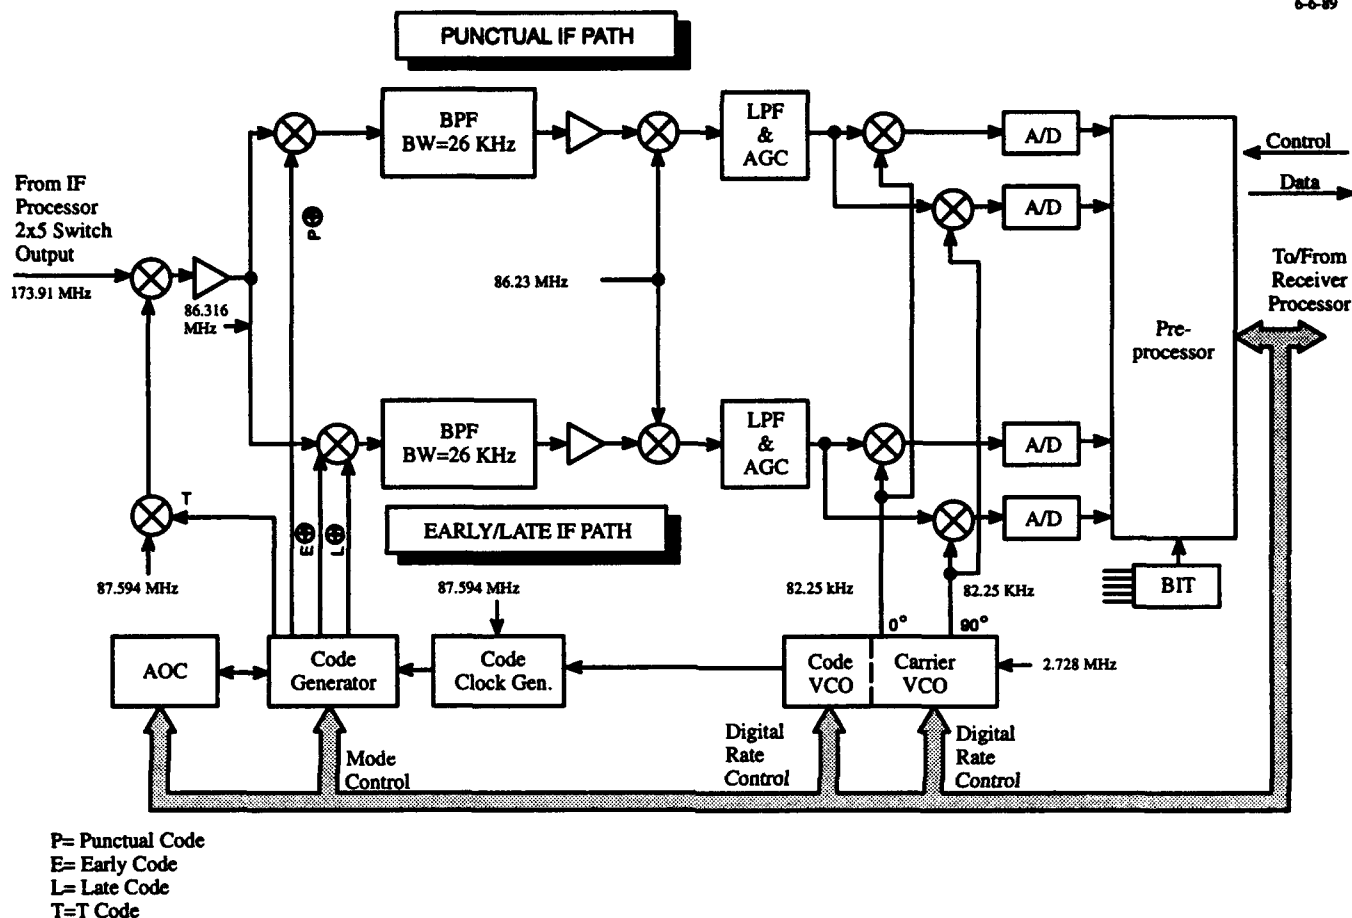 6-6-89
PUNCTUAL IF PATH
BPF
BW=26 KHz
LPF
&
AGC
A/D
Control
Data
A/D
From IF
Processor
2x5 Switch
Output
173.91 MHz
P⊕
86.316
MHz
86.23 MHz
To/From
Receiver
Processor
Pre-
processor
BPF
BW=26 KHz
LPF
&
AGC
A/D
A/D
T
E⊕
L⊕
EARLY/LATE IF PATH
87.594 MHz
87.594 MHz
82.25 kHz
82.25 KHz
BIT
0°
90°
AOC
Code
Generator
Code
Clock Gen.
Code
VCO
Carrier
VCO
2.728 MHz
Mode
Control
Digital
Rate
Control
Digital
Rate
Control
P= Punctual Code
E= Early Code
L= Late Code
T=T Code